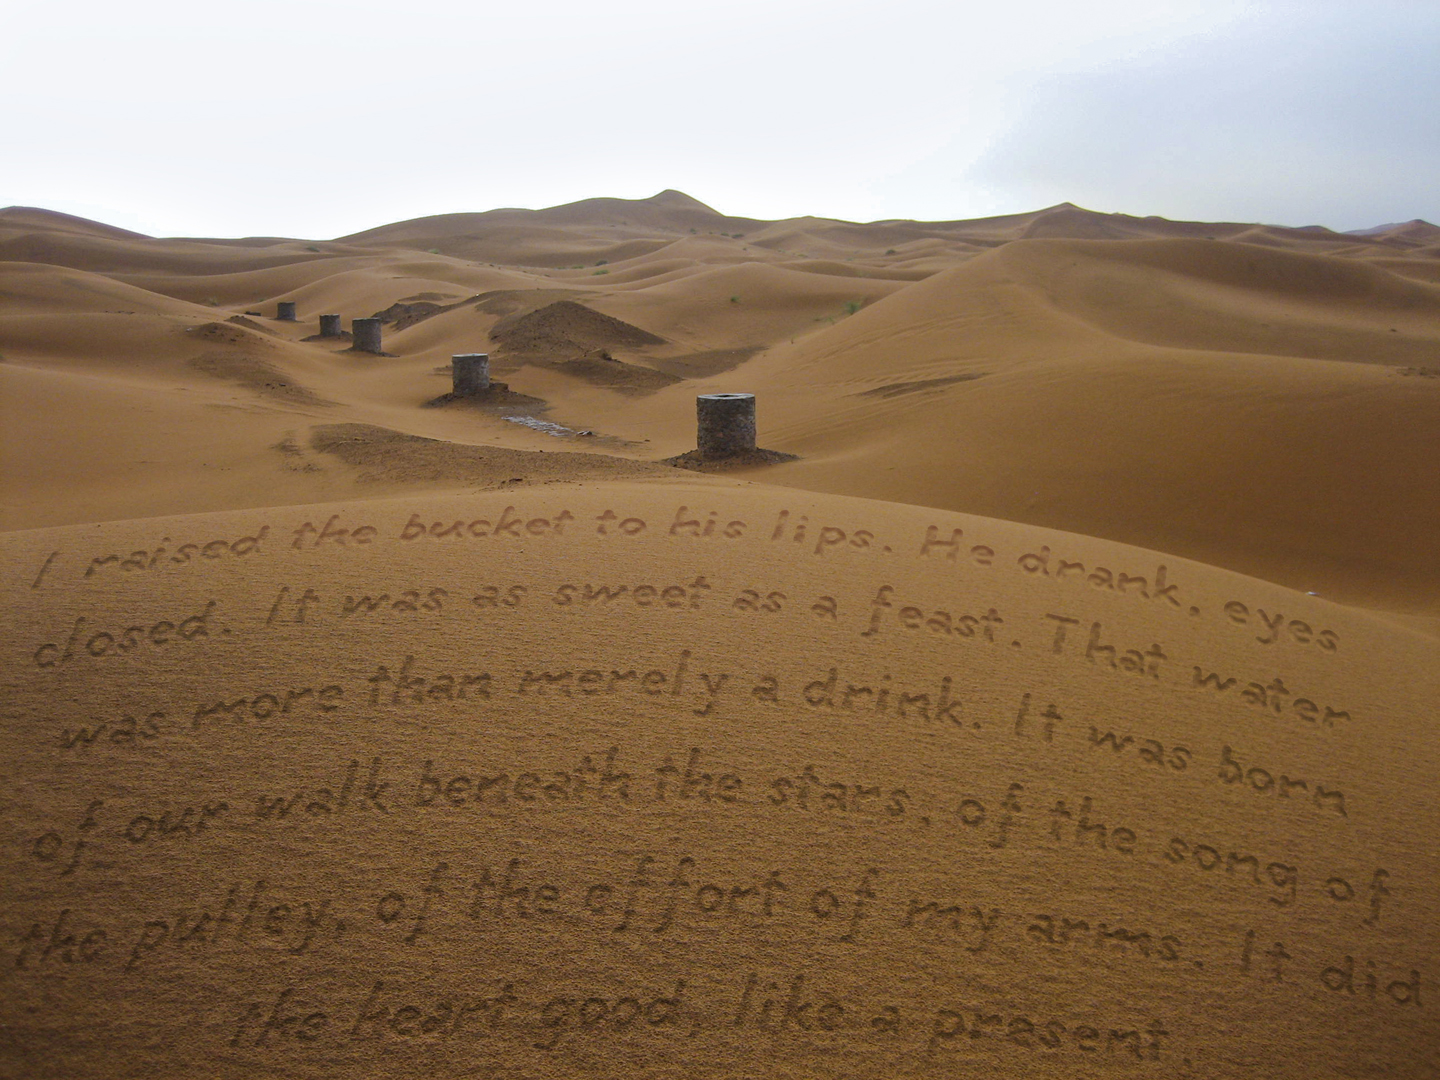 I raised the bucket to his lips. He drank, eyes
closed. It was as sweet as a feast. That water
was more than merely a drink. It was born
of our walk beneath the stars, of the song of
the pulley, of the effort of my arms. It did
the heart good, like a present.